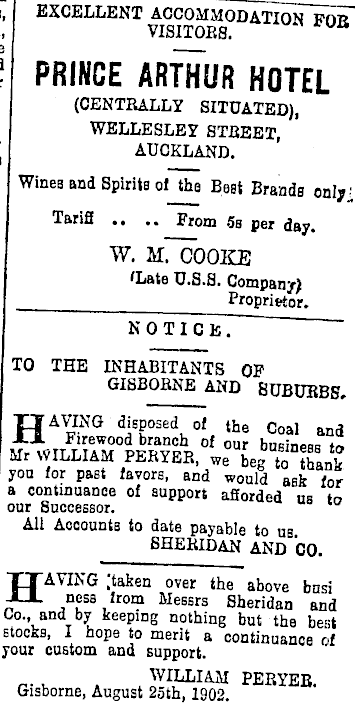 EXCELLENT ACCOMMODATION FOR
VISITORS.
PRINCE ARTHUR HOTEL
(CENTRALLY SITUATED),
WELLESLEY STREET,
AUCKLAND.
Wines and Spirits of the Best Brands only.
Tariff .. .. From 5s per day.
W. M. COOKE
(Late U.S.S. Company)
Proprietor.
NOTICE.
TO THE INHABITANTS OF
GISBORNE AND SUBURBS.
HAVING disposed of the Coal and
Firewood branch of our business to
Mr WILLIAM PERYER, we beg to thank
you for past favors, and would ask for
a continuance of support afforded us to
our Successor.
All Accounts to date payable to us.
SHERIDAN AND CO.
HAVING taken over the above busi
ness from Messrs Sheridan and
Co., and by keeping nothing but the best
stocks, I hope to merit a continuance of
your custom and support.
WILLIAM PERYER.
Gisborne, August 25th, 1902.